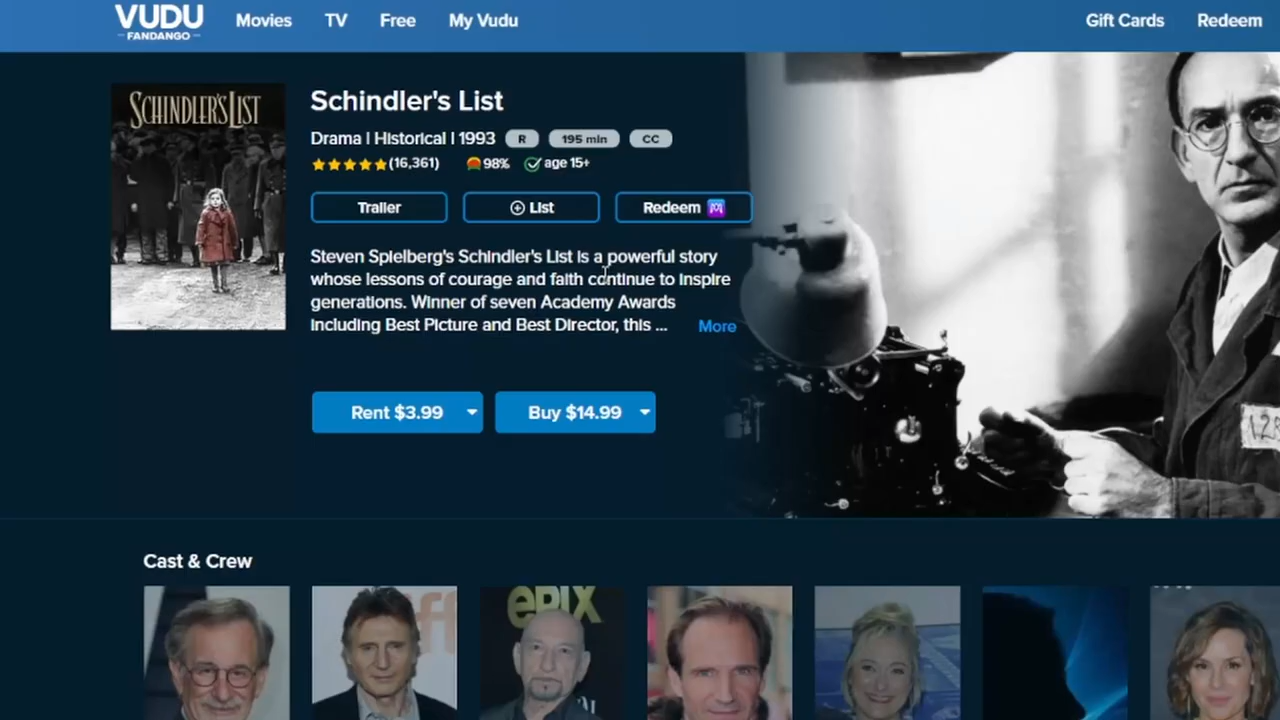 VUDU
FANDANGO
Movies
TV
Free
My Vudu
Gift Cards
Redeem
SCHINDLER'S LIST
Schindler's List
Drama | Historical | 1993 R 195 min CC
(16,361) 98% age 15+
Trailer
List
Redeem
Steven Spielberg's Schindler's List is a powerful story
whose lessons of courage and faith continue to inspire
generations. Winner of seven Academy Awards
including Best Picture and Best Director, this ... More
Rent $3.99
Buy $14.99
Cast & Crew
epix